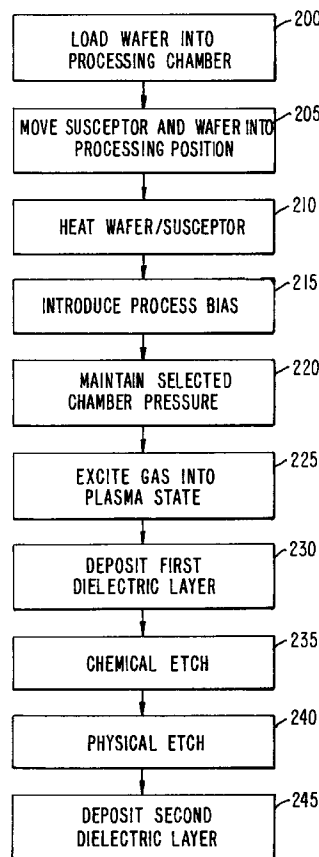 200
LOAD WAFER INTO
PROCESSING CHAMBER
205
MOVE SUSCEPTOR AND WAFER INTO
PROCESSING POSITION
210
HEAT WAFER/SUSCEPTOR
215
INTRODUCE PROCESS BIAS
220
MAINTAIN SELECTED
CHAMBER PRESSURE
225
EXCITE GAS INTO
PLASMA STATE
230
DEPOSIT FIRST
DIELECTRIC LAYER
235
CHEMICAL ETCH
240
PHYSICAL ETCH
245
DEPOSIT SECOND
DIELECTRIC LAYER